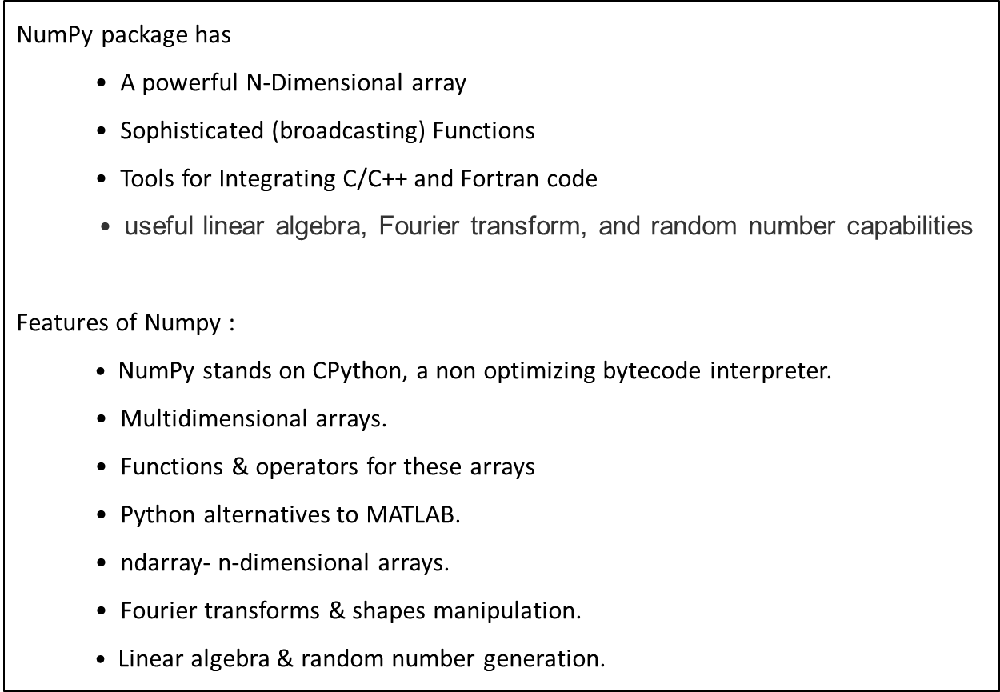 NumPy package has
• A powerful N-Dimensional array
• Sophisticated (broadcasting) Functions
• Tools for Integrating C/C++ and Fortran code
• useful linear algebra, Fourier transform, and random number capabilities
Features of Numpy :
• NumPy stands on CPython, a non optimizing bytecode interpreter.
• Multidimensional arrays.
• Functions & operators for these arrays
• Python alternatives to MATLAB.
• ndarray- n-dimensional arrays.
• Fourier transforms & shapes manipulation.
• Linear algebra & random number generation.